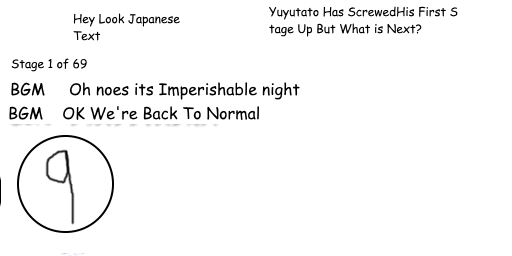 Hey Look Japanese
Text
Yuyutato Has ScrewedHis First S
tage Up But What is Next?
Stage 1 of 69
BGM Oh noes its Imperishable night
BGM OK We're Back To Normal
9